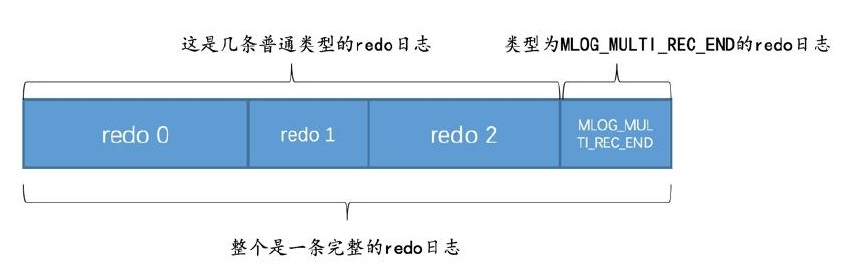 这是几条普通类型的redo日志
类型为MLOG_MULTI_REC_END的redo日志
redo 0
redo 1
redo 2
MLOG_MUL
TI_REC_END
整个是一条完整的redo日志